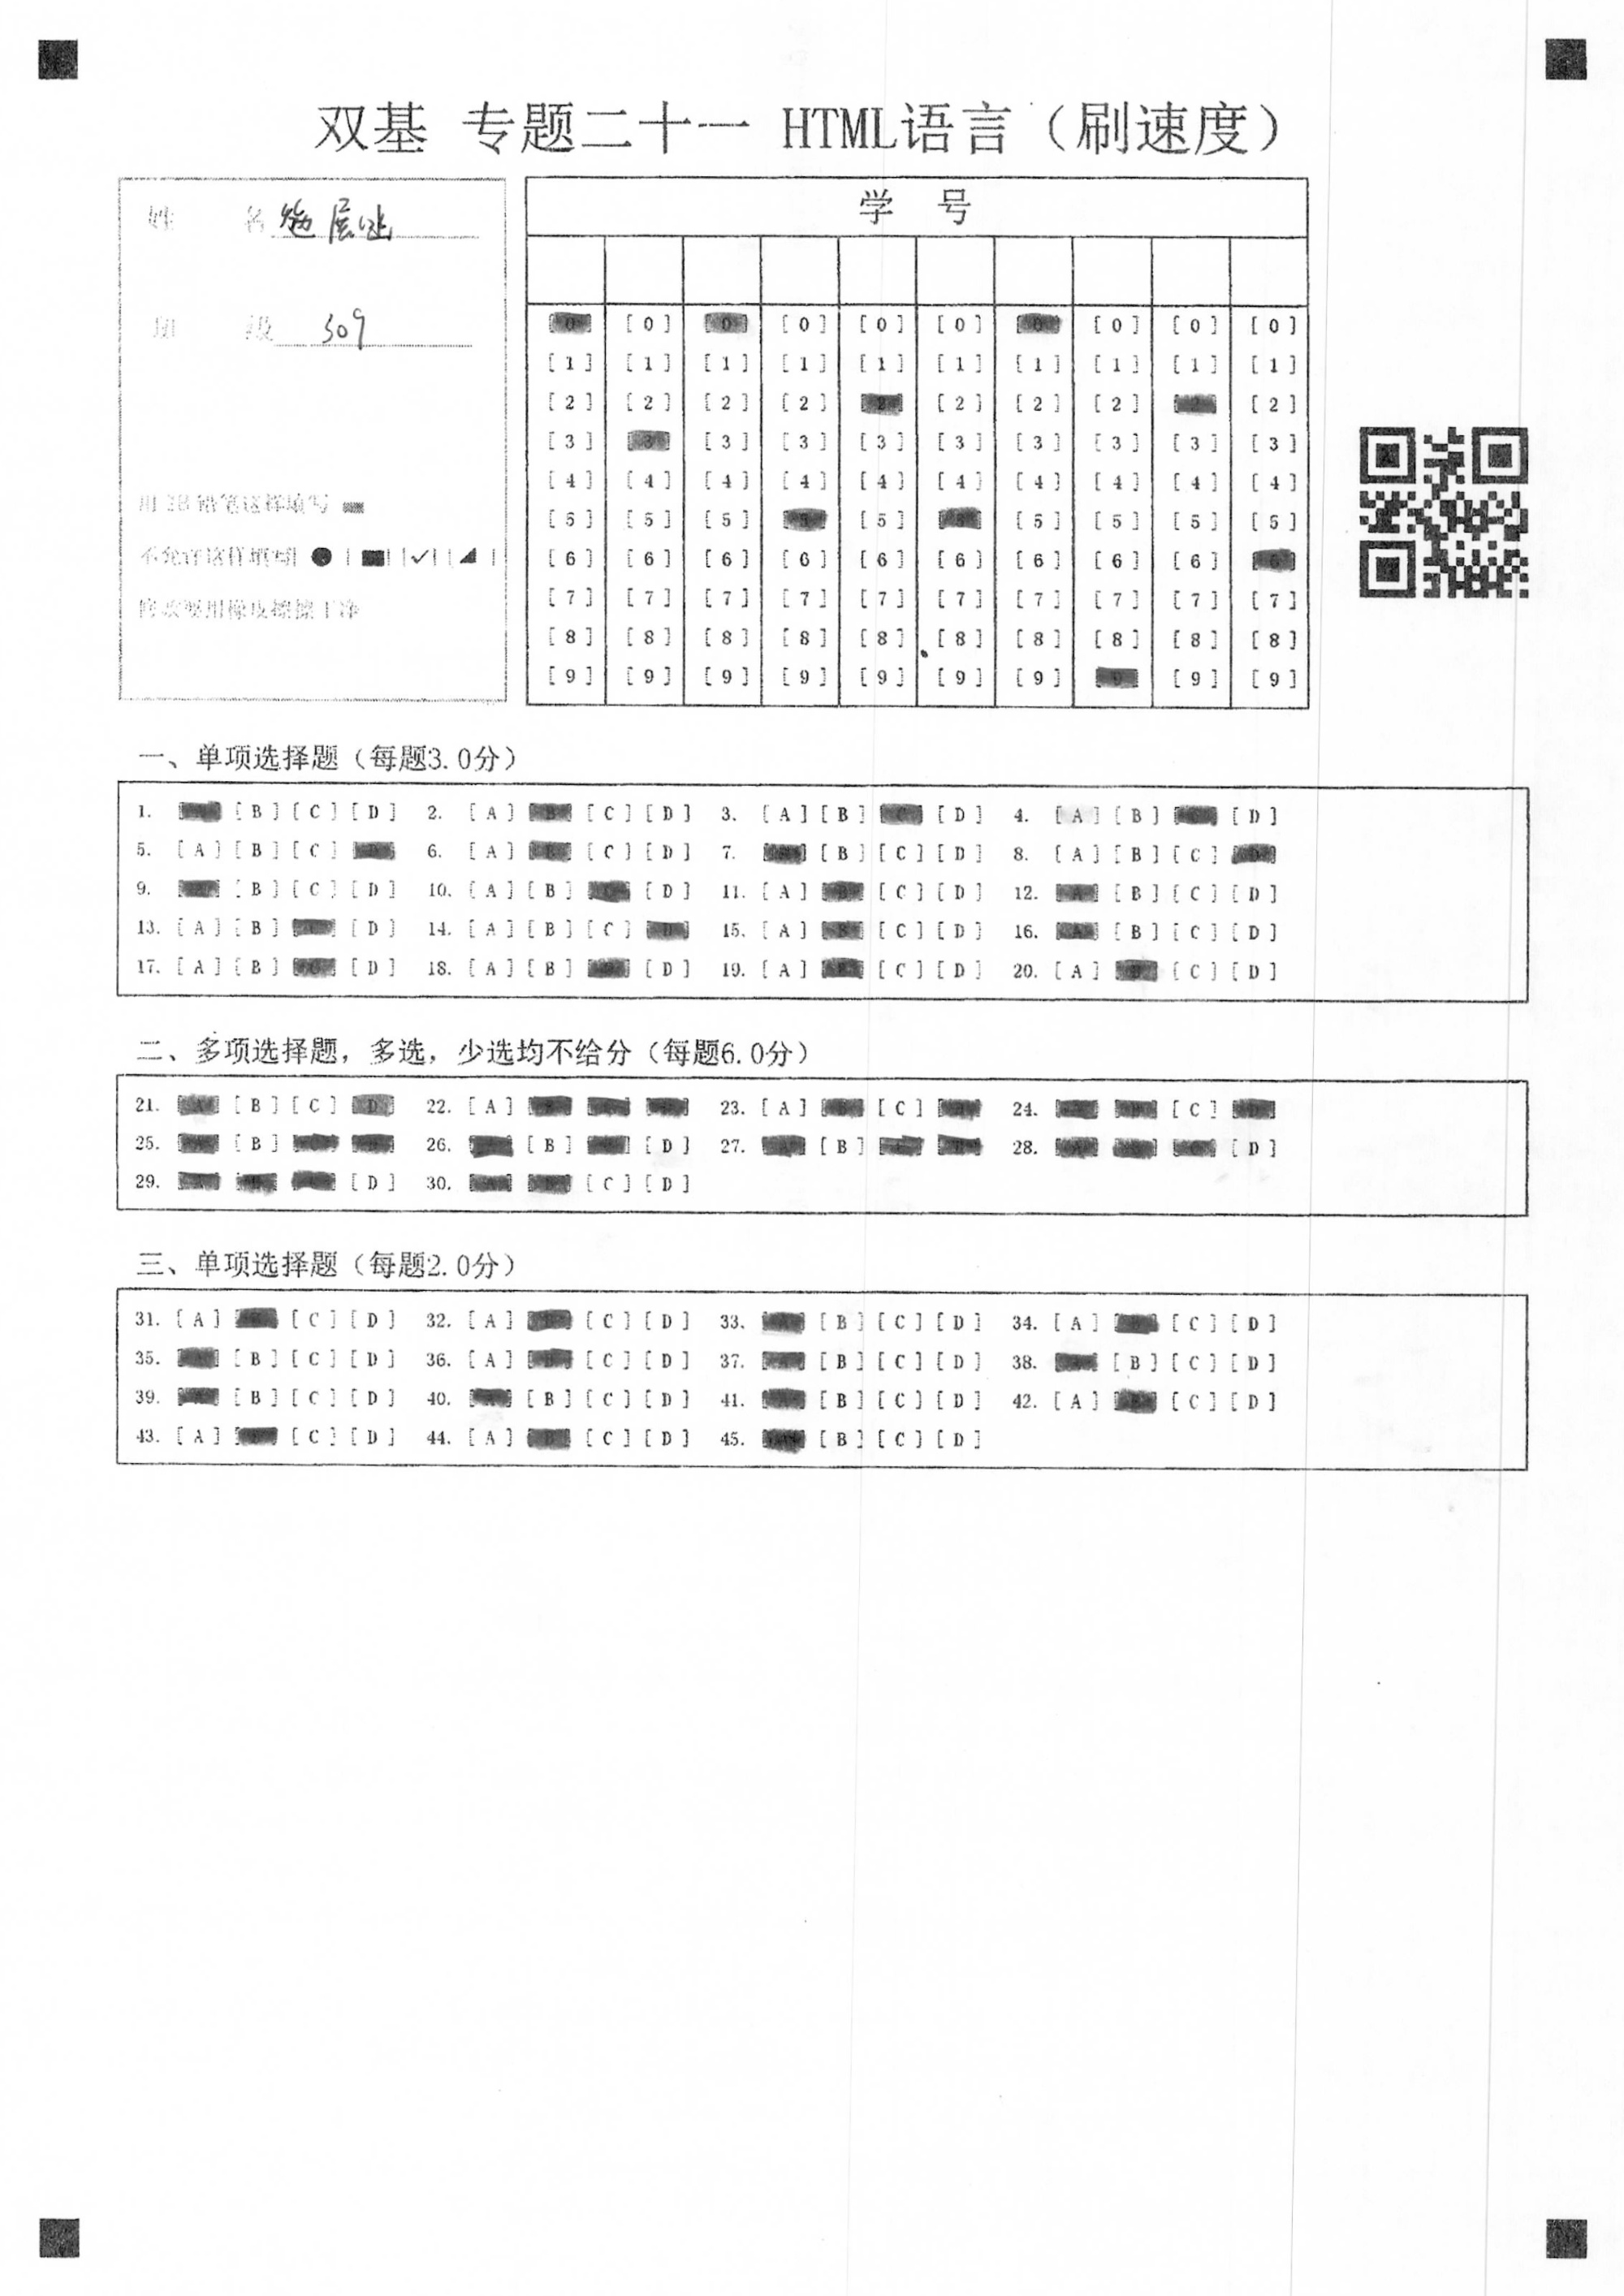 双基 专题二十一 HTML语言（刷速度）
姓 名
班 级 309
用2B铅笔这样填写
不允许这样填写
修改要用橡皮擦擦干净
学 号
[0] [0] [0] [0] [0] [0] [0] [0] [0] [0]
[1] [1] [1] [1] [1] [1] [1] [1] [1] [1]
[2] [2] [2] [2] [2] [2] [2] [2] [2] [2]
[3] [3] [3] [3] [3] [3] [3] [3] [3] [3]
[4] [4] [4] [4] [4] [4] [4] [4] [4] [4]
[5] [5] [5] [5] [5] [5] [5] [5] [5] [5]
[6] [6] [6] [6] [6] [6] [6] [6] [6] [6]
[7] [7] [7] [7] [7] [7] [7] [7] [7] [7]
[8] [8] [8] [8] [8] [8] [8] [8] [8] [8]
[9] [9] [9] [9] [9] [9] [9] [9] [9] [9]
一、单项选择题（每题3.0分）
1. [B] [C] [D] 2. [A] [C] [D] 3. [A] [B] [D] 4. [A] [B] [D]
5. [A] [B] [C] 6. [A] [C] [D] 7. [B] [C] [D] 8. [A] [B] [C]
9. [B] [C] [D] 10. [A] [B] [D] 11. [A] [C] [D] 12. [B] [C] [D]
13. [A] [B] [D] 14. [A] [B] [C] 15. [A] [C] [D] 16. [B] [C] [D]
17. [A] [B] [D] 18. [A] [B] [D] 19. [A] [C] [D] 20. [A] [C] [D]
二、多项选择题，多选，少选均不给分（每题6.0分）
21. [B] [C] 22. [A] 23. [A] [C] 24. [C]
25. [B] 26. [B] [D] 27. [B] 28. [D]
29. [D] 30. [C] [D]
三、单项选择题（每题2.0分）
31. [A] [C] [D] 32. [A] [C] [D] 33. [B] [C] [D] 34. [A] [C] [D]
35. [B] [C] [D] 36. [A] [C] [D] 37. [B] [C] [D] 38. [B] [C] [D]
39. [B] [C] [D] 40. [B] [C] [D] 41. [B] [C] [D] 42. [A] [C] [D]
43. [A] [C] [D] 44. [A] [C] [D] 45. [B] [C] [D]